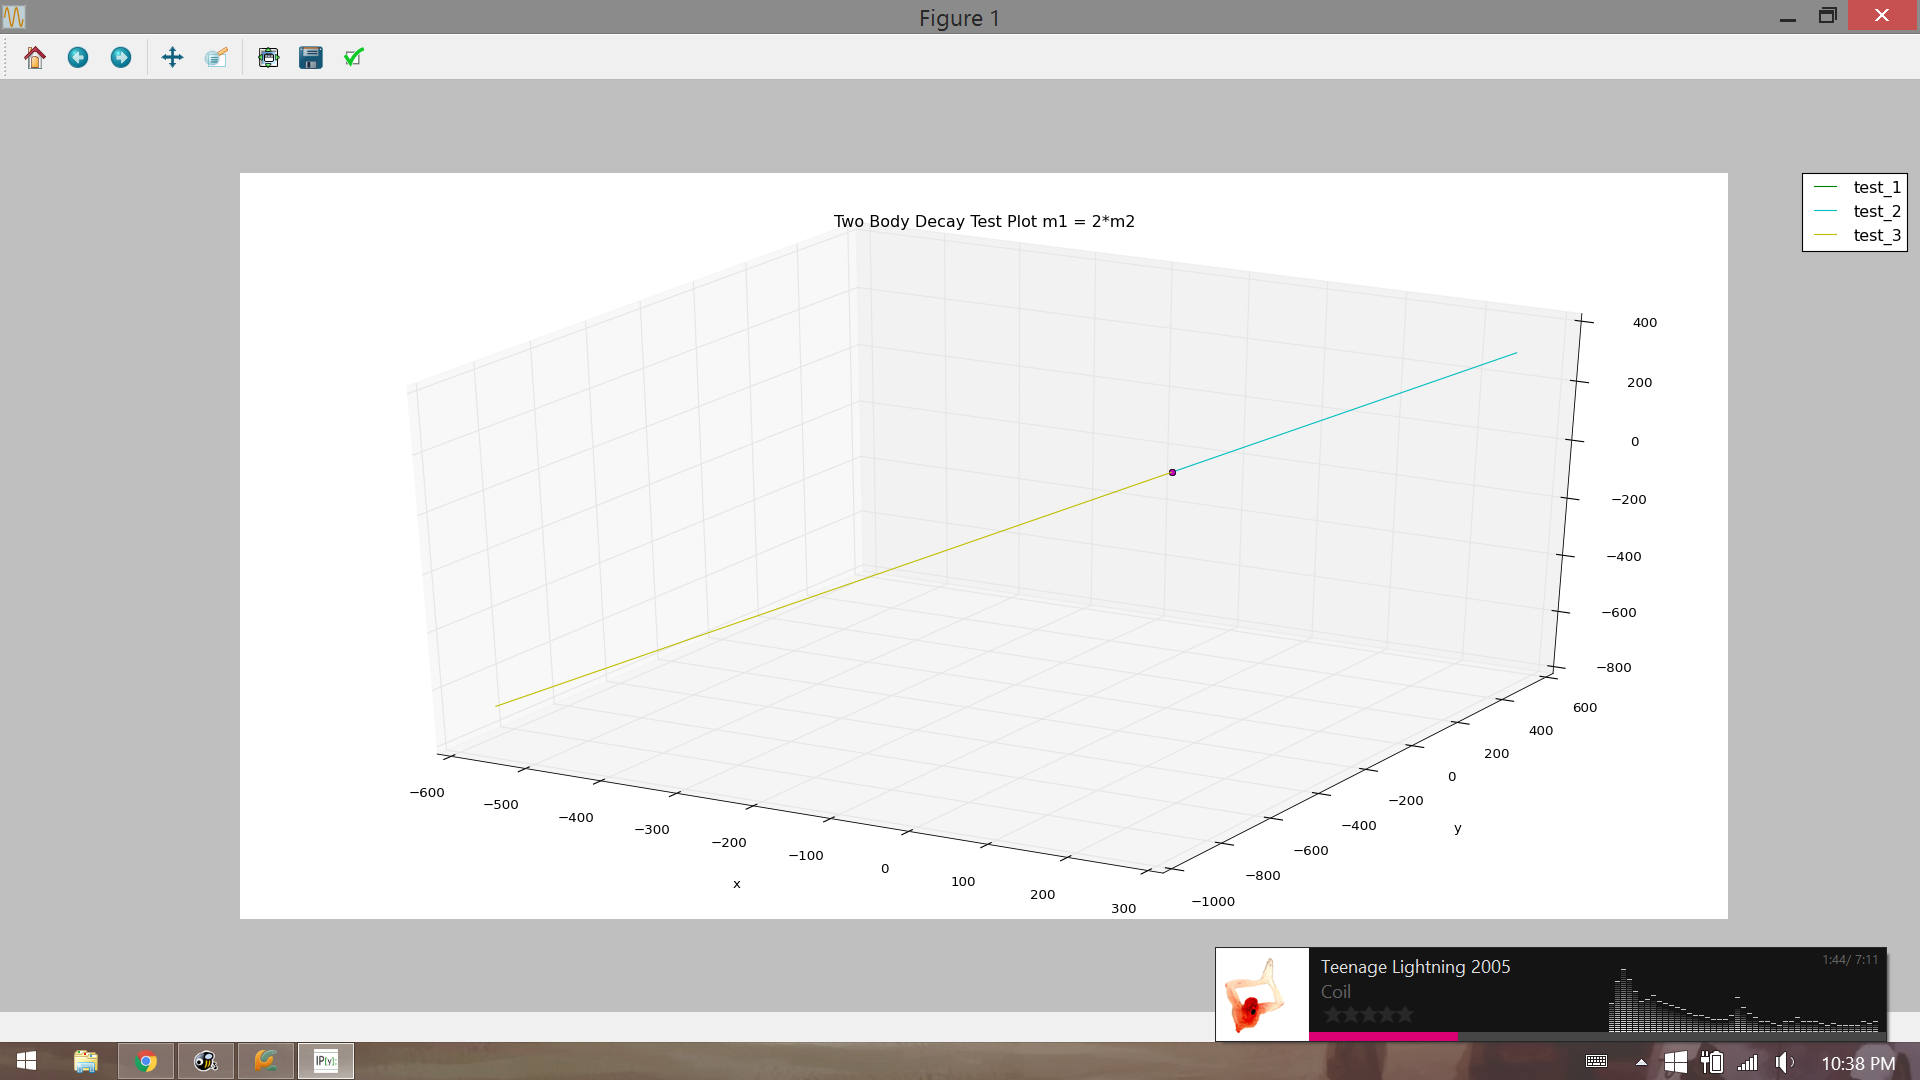 Figure 1
Two Body Decay Test Plot m1 = 2*m2
test_1
test_2
test_3
400
200
0
−200
−400
−600
−800
600
400
200
0
−200
−400
−600
−800
−1000
y
−600
−500
−400
−300
−200
−100
0
100
200
300
x
Teenage Lightning 2005
1:44/ 7:11
Coil
IP[y]:
10:38 PM